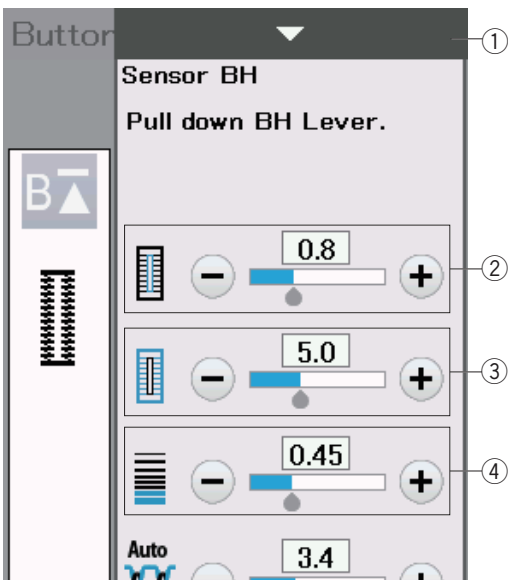 Button
①
Sensor BH
Pull down BH Lever.
B
0.8
②
5.0
③
0.45
④
Auto
3.4